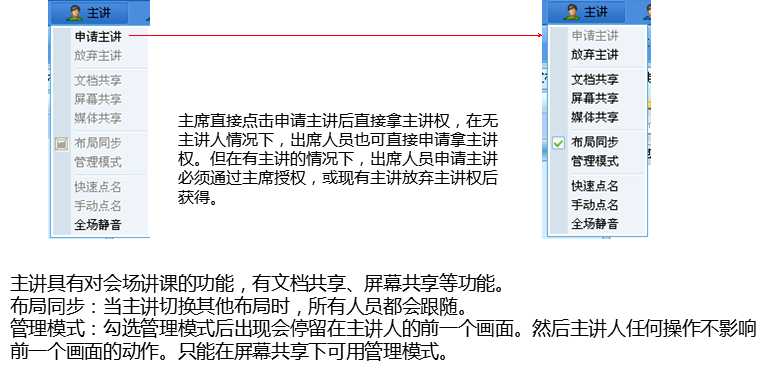 主讲
申请主讲
放弃主讲
文档共享
屏幕共享
媒体共享
布局同步
管理模式
快速点名
手动点名
全场静音
主席直接点击申请主讲后直接拿主讲权，在无
主讲人情况下，出席人员也可直接申请拿主讲
权。但在有主讲的情况下，出席人员申请主讲
必须通过主席授权，或现有主讲放弃主讲权后
获得。
主讲
申请主讲
放弃主讲
文档共享
屏幕共享
媒体共享
布局同步
管理模式
快速点名
手动点名
全场静音
主讲具有对会场讲课的功能，有文档共享、屏幕共享等功能。
布局同步：当主讲切换其他布局时，所有人员都会跟随。
管理模式：勾选管理模式后出现会停留在主讲人的前一个画面。然后主讲人任何操作不影响
前一个画面的动作。只能在屏幕共享下可用管理模式。